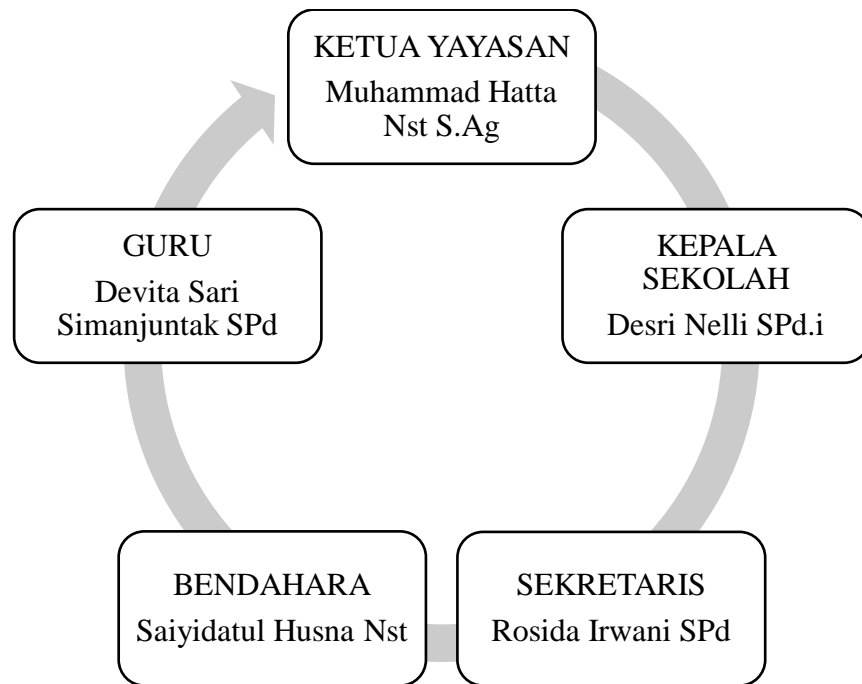 KETUA YAYASAN
Muhammad Hatta
Nst S.Ag
KEPALA
SEKOLAH
Desri Nelli SPd.i
SEKRETARIS
Rosida Irwani SPd
BENDAHARA
Saiyidatul Husna Nst
GURU
Devita Sari
Simanjuntak SPd